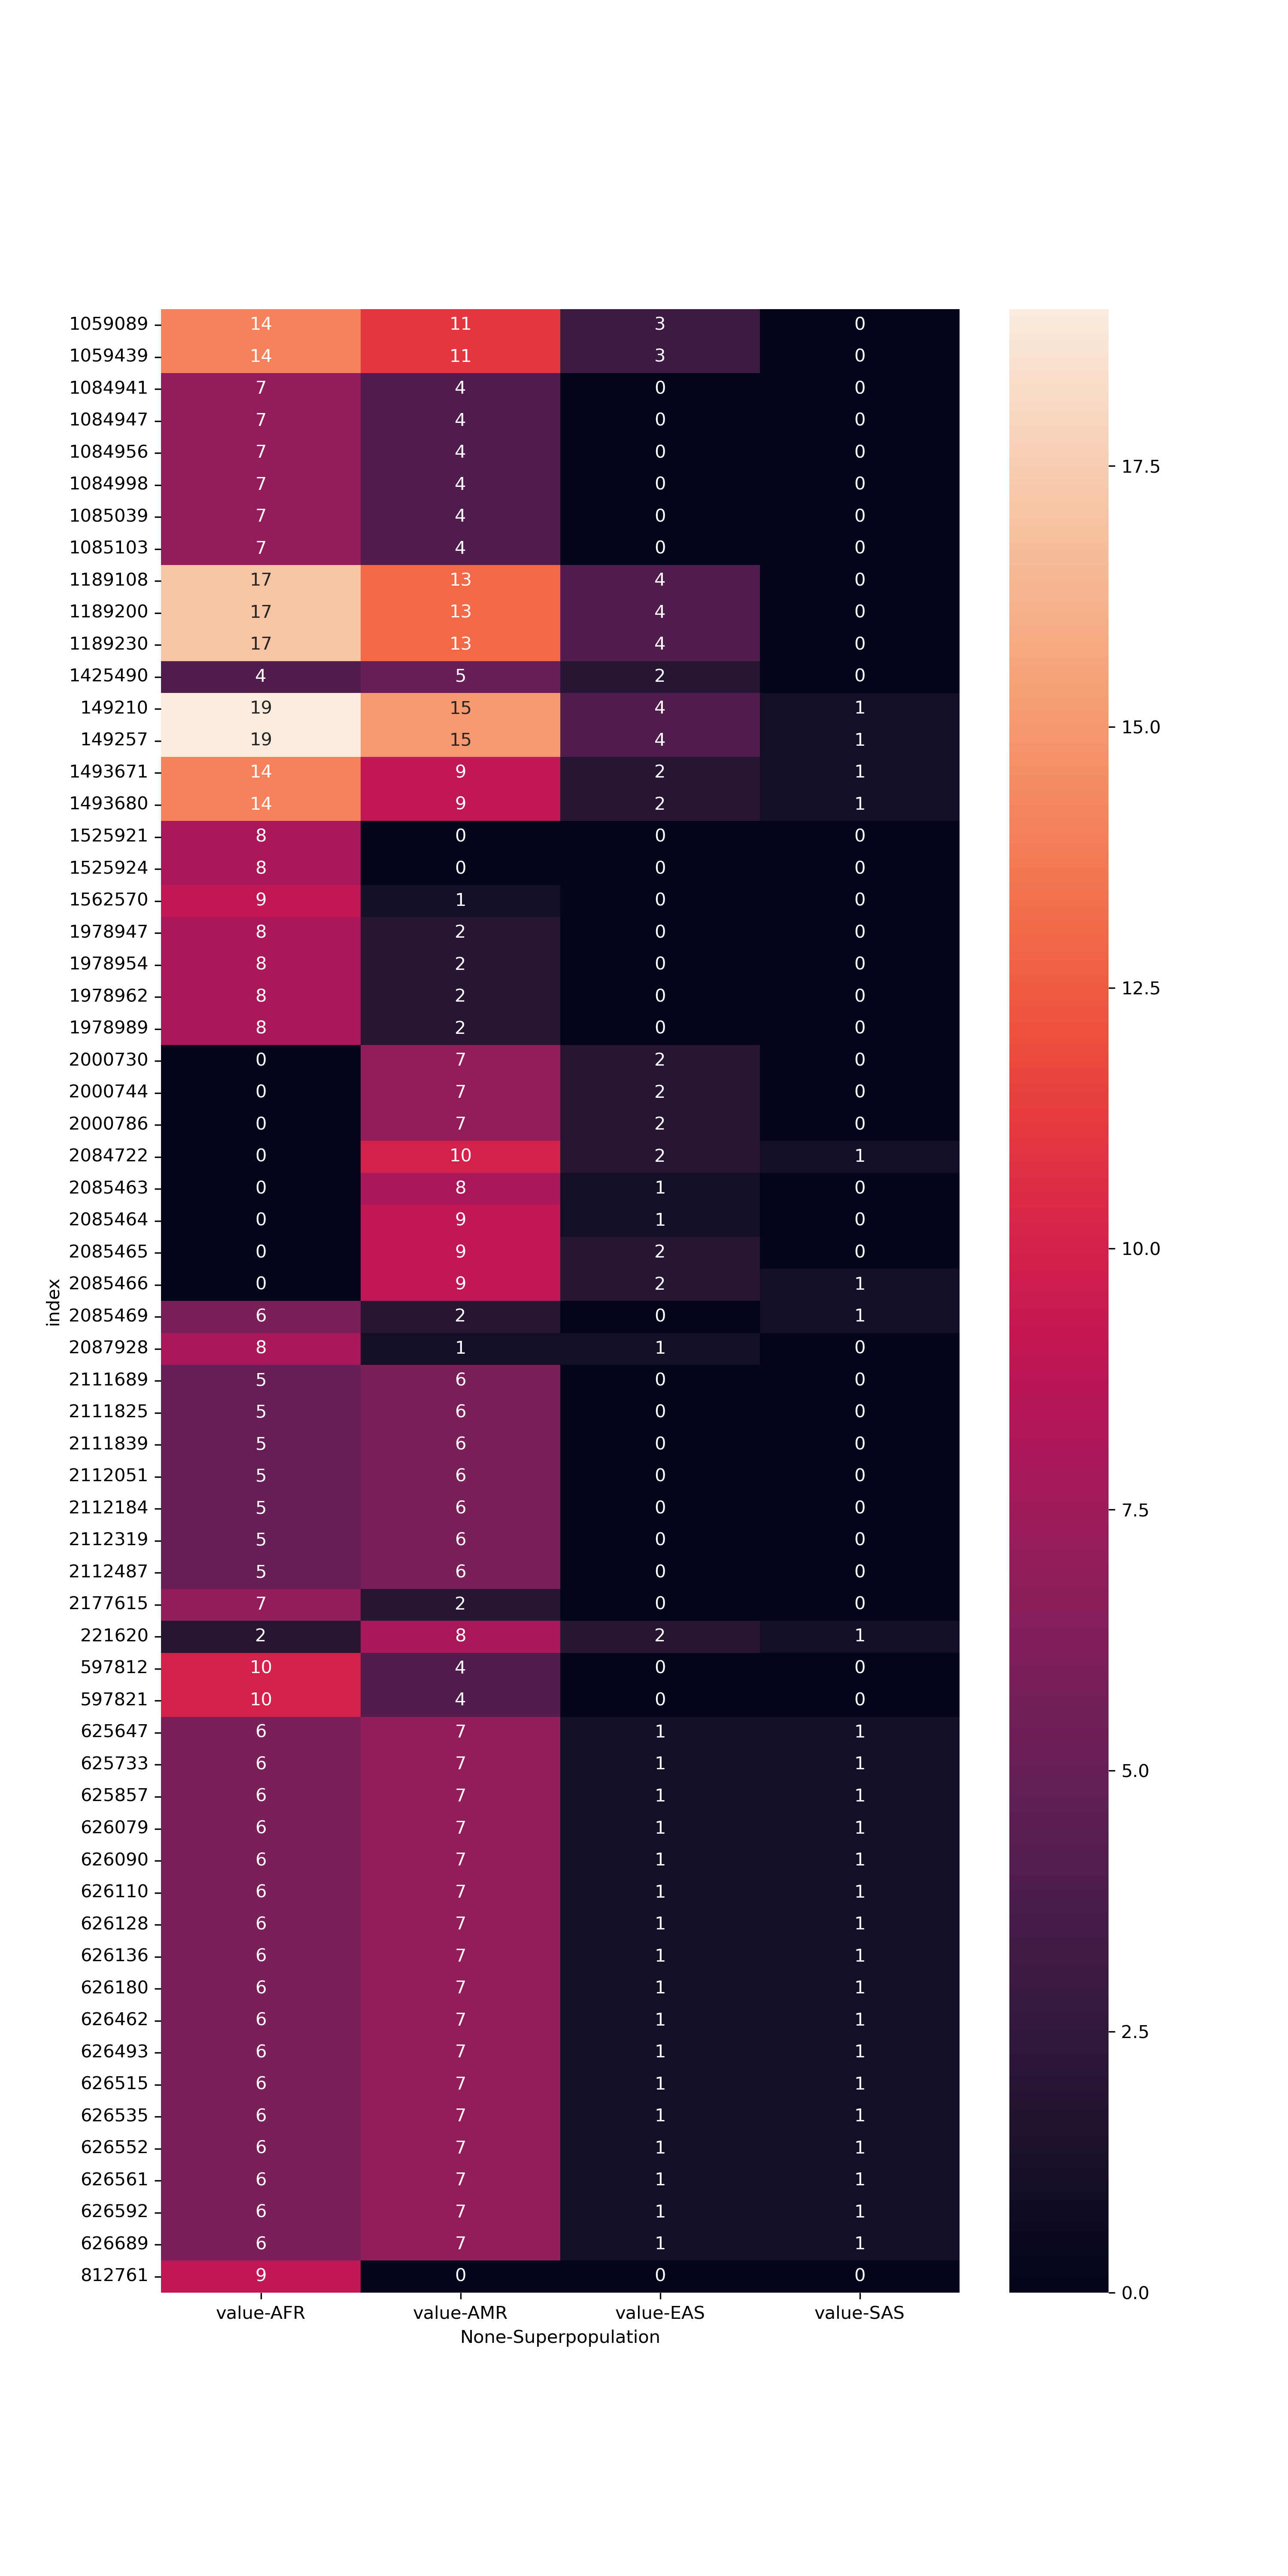 1059089 14 11 3 0
1059439 14 11 3 0
1084941 7 4 0 0
1084947 7 4 0 0
1084956 7 4 0 0
1084998 7 4 0 0
1085039 7 4 0 0
1085103 7 4 0 0
1189108 17 13 4 0
1189200 17 13 4 0
1189230 17 13 4 0
1425490 4 5 2 0
149210 19 15 4 1
149257 19 15 4 1
1493671 14 9 2 1
1493680 14 9 2 1
1525921 8 0 0 0
1525924 8 0 0 0
1562570 9 1 0 0
1978947 8 2 0 0
1978954 8 2 0 0
1978962 8 2 0 0
1978989 8 2 0 0
2000730 0 7 2 0
2000744 0 7 2 0
2000786 0 7 2 0
2084722 0 10 2 1
2085463 0 8 1 0
2085464 0 9 1 0
2085465 0 9 2 0
2085466 0 9 2 1
2085469 6 2 0 1
2087928 8 1 1 0
2111689 5 6 0 0
2111825 5 6 0 0
2111839 5 6 0 0
2112051 5 6 0 0
2112184 5 6 0 0
2112319 5 6 0 0
2112487 5 6 0 0
2177615 7 2 0 0
221620 2 8 2 1
597812 10 4 0 0
597821 10 4 0 0
625647 6 7 1 1
625733 6 7 1 1
625857 6 7 1 1
626079 6 7 1 1
626090 6 7 1 1
626110 6 7 1 1
626128 6 7 1 1
626136 6 7 1 1
626180 6 7 1 1
626462 6 7 1 1
626493 6 7 1 1
626515 6 7 1 1
626535 6 7 1 1
626552 6 7 1 1
626561 6 7 1 1
626592 6 7 1 1
626689 6 7 1 1
812761 9 0 0 0
index
value-AFR value-AMR value-EAS value-SAS
None-Superpopulation
17.5
15.0
12.5
10.0
7.5
5.0
2.5
0.0